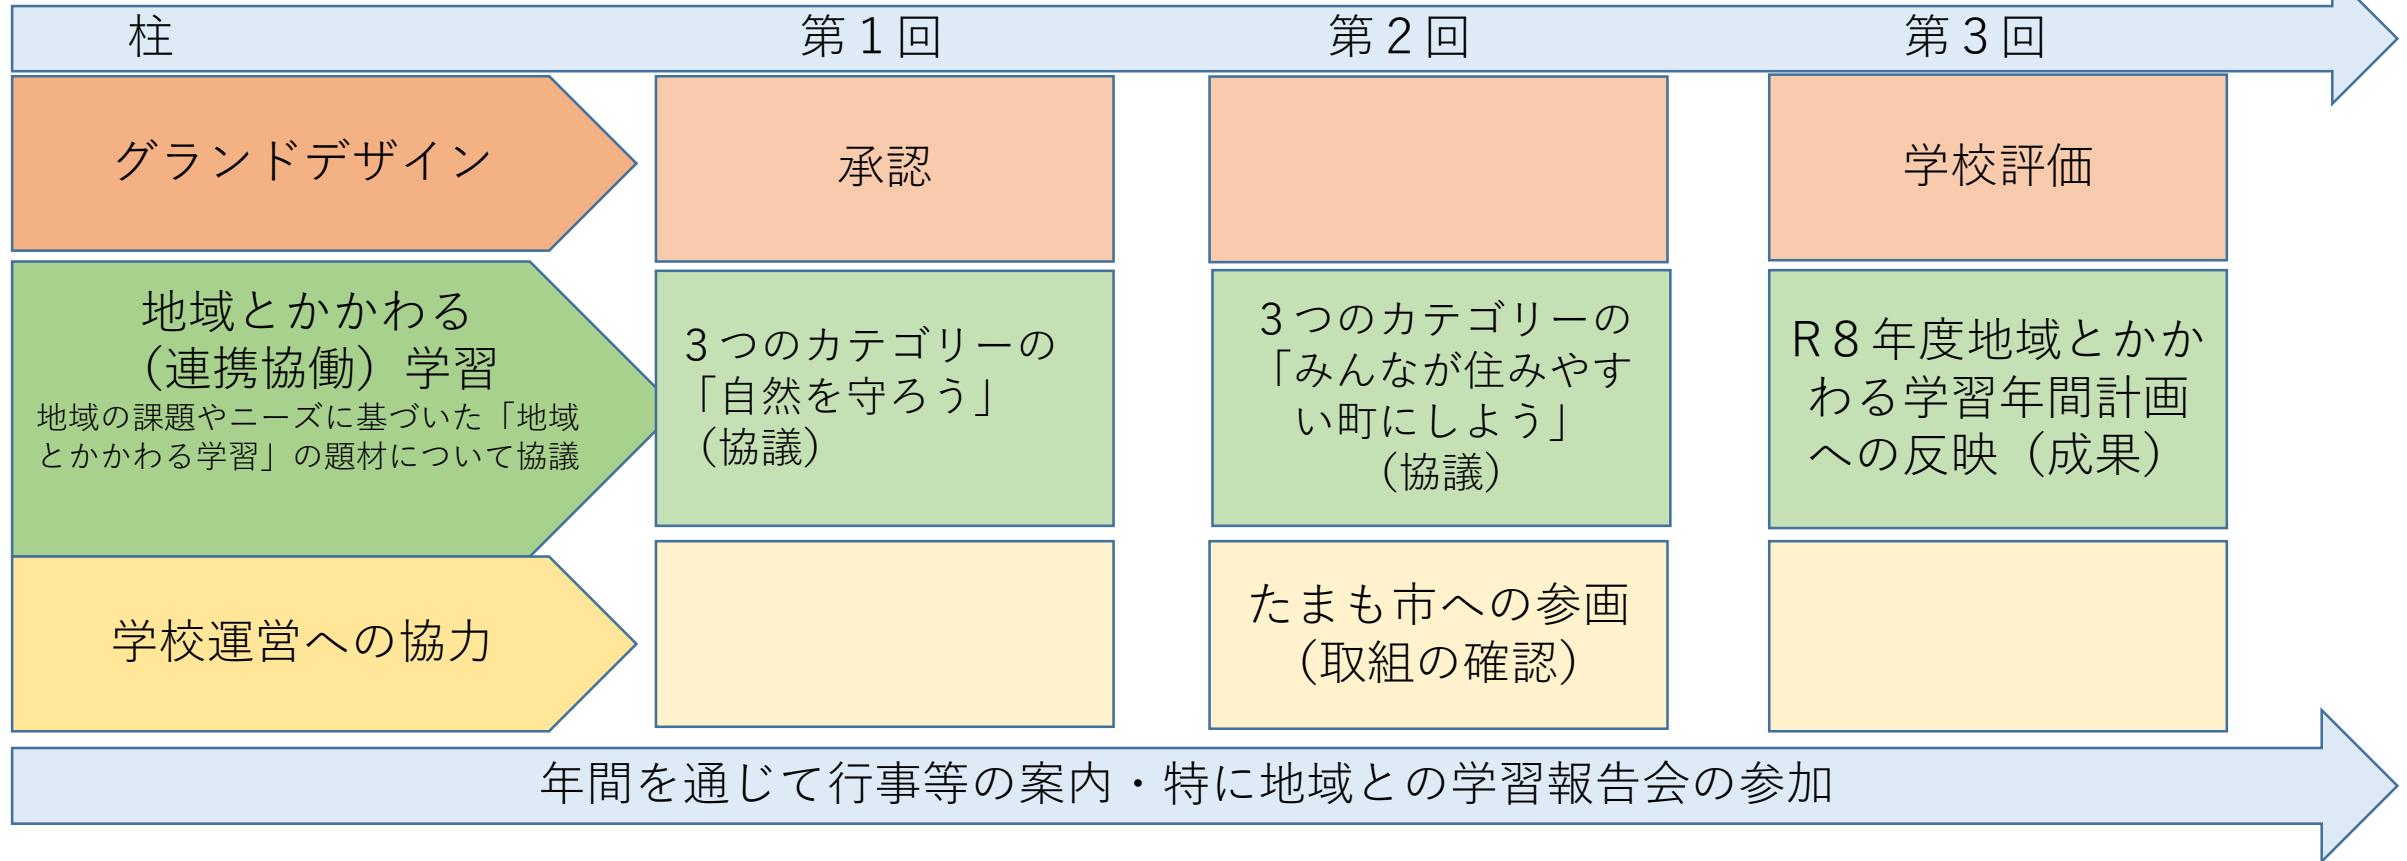 柱
第１回
第２回
第３回
グランドデザイン
承認
学校評価
地域とかかわる
（連携協働）学習
地域の課題やニーズに基づいた「地域
とかかわる学習」の題材について協議
３つのカテゴリーの
「自然を守ろう」
（協議）
３つのカテゴリーの
「みんなが住みやす
い町にしよう」
（協議）
Ｒ８年度地域とかか
わる学習年間計画
への反映（成果）
学校運営への協力
たまも市への参画
（取組の確認）
年間を通じて行事等の案内・特に地域との学習報告会の参加